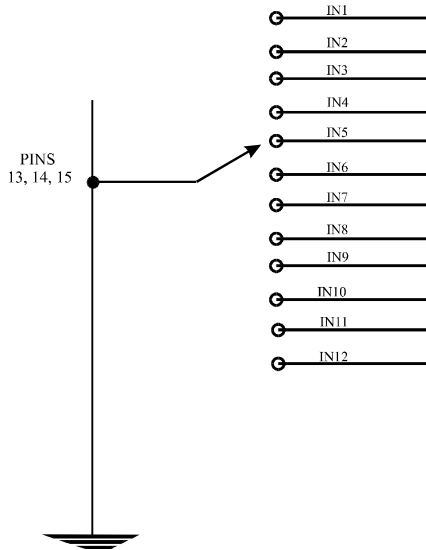 IN1
IN2
IN3
IN4
IN5
PINS
13, 14, 15
IN6
IN7
IN8
IN9
IN10
IN11
IN12